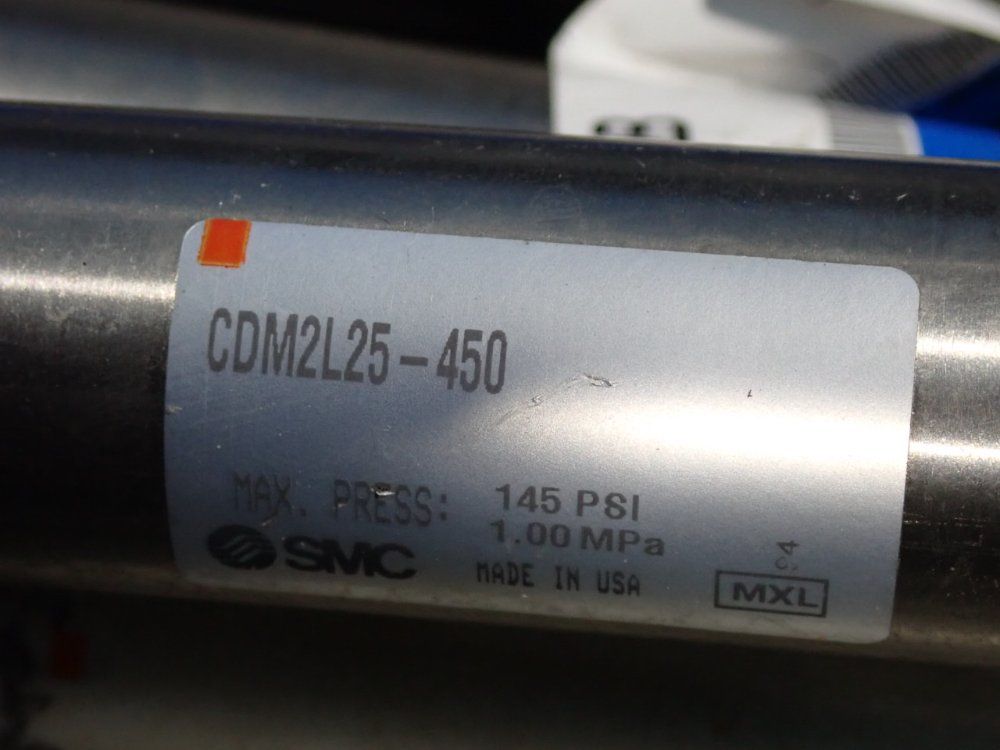 CDM2L25-450
MAX. PRESS: 145 PSI
1.00 MPa
SMC
MADE IN USA
MXL